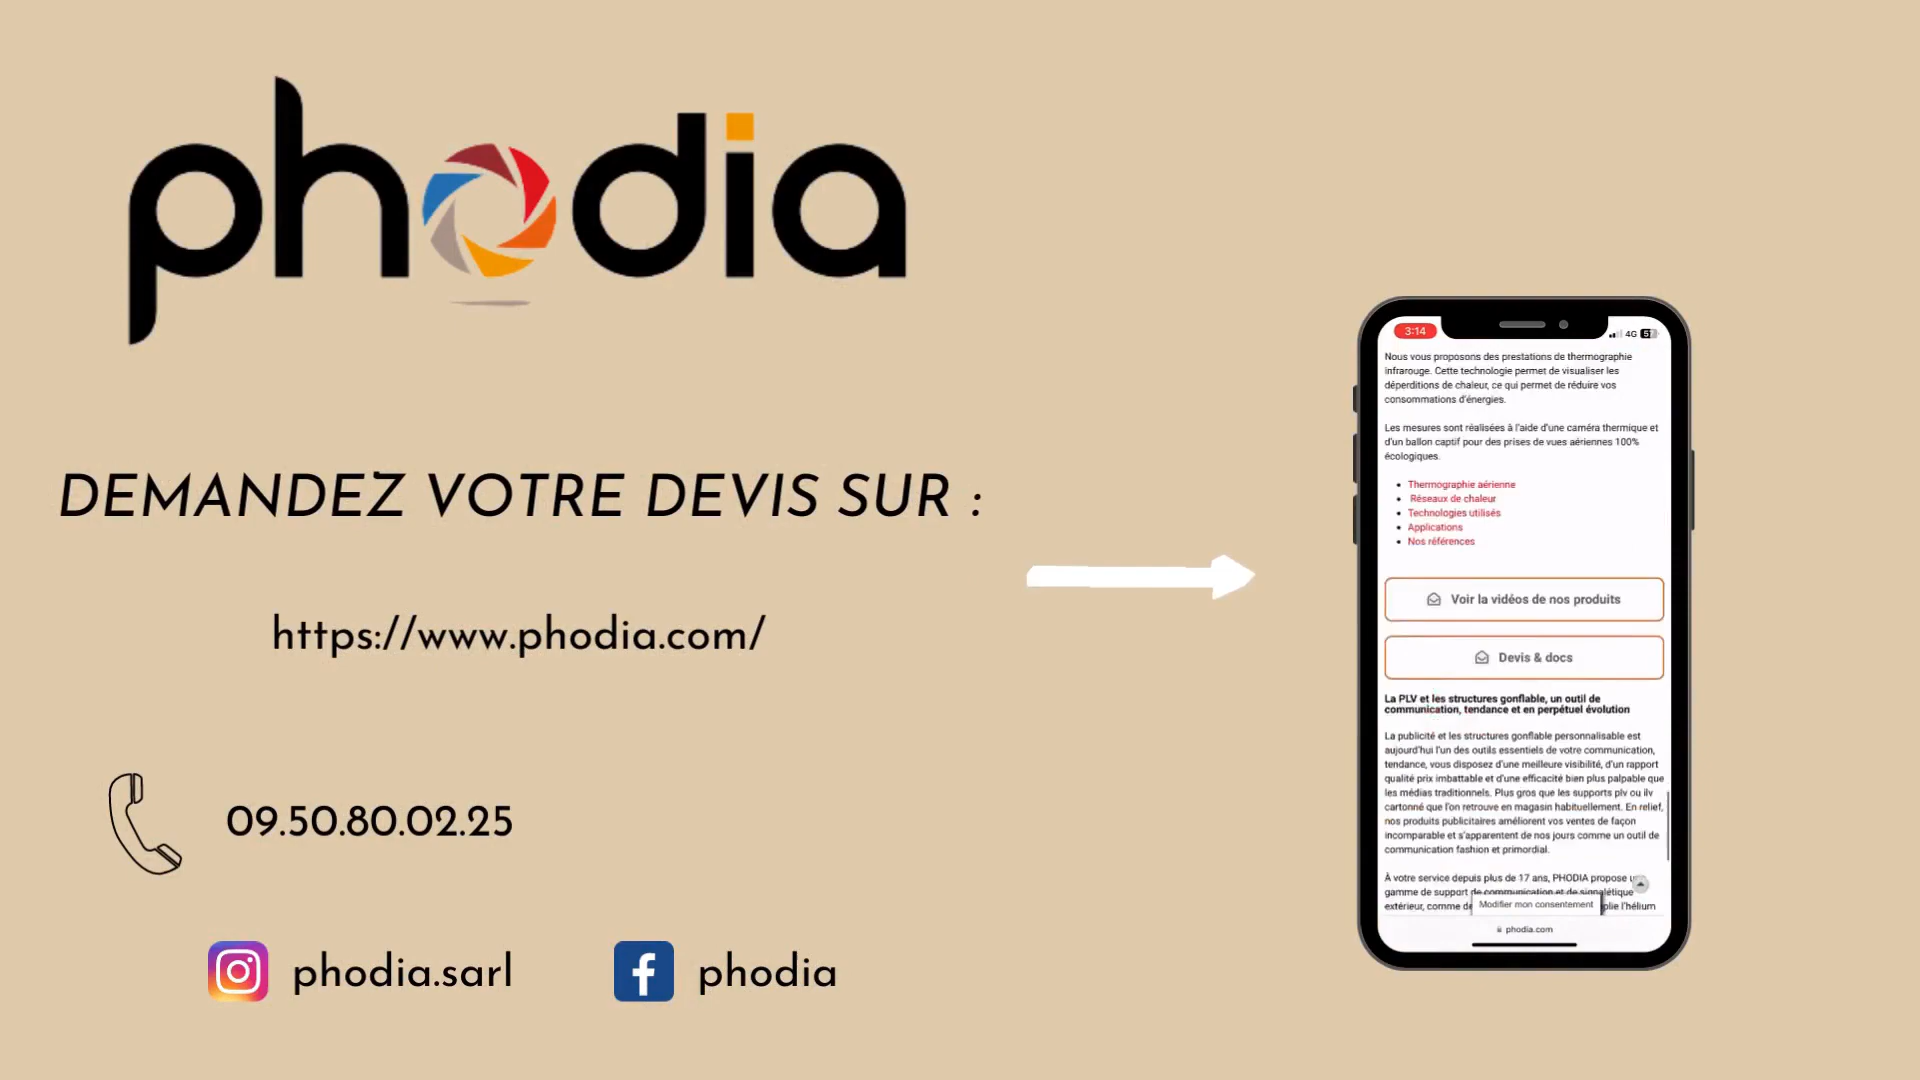 phodia
DEMANDEZ VOTRE DEVIS SUR :
https://www.phodia.com/
09.50.80.02.25
phodia.sarl
phodia
3:14
4G
Nous vous proposons des prestations de thermographie
infrarouge. Cette technologie permet de visualiser les
déperditions de chaleur, ce qui permet de réduire vos
consommations d'énergies.
Les mesures sont réalisées à l'aide d'une caméra thermique et
d'un ballon captif pour des prises de vues aériennes 100%
écologiques.
Thermographie aérienne
Réseaux de chaleur
Technologies utilisés
Applications
Nos références
Voir la vidéos de nos produits
Devis & docs
La PLV et les structures gonflable, un outil de
communication, tendance et en perpétuel évolution
La publicité et les structures gonflable personnalisable est
aujourd'hui l'un des outils essentiels de votre communication,
tendance, vous disposez d'une meilleure visibilité, d'un rapport
qualité prix imbattable et d'une efficacité bien plus palpable que
les médias traditionnels. Plus gros que les supports plv ou ilv
cartonné que l'on retrouve en magasin habituellement. En relief,
nos produits publicitaires améliorent vos ventes de façon
incomparable et s'apparentent de nos jours comme un outil de
communication fashion et primordial.
À votre service depuis plus de 17 ans, PHODIA propose
gamme de support de communication et de signalétique
extérieur, comme l'hélium
Modifier mon consentement
phodia.com